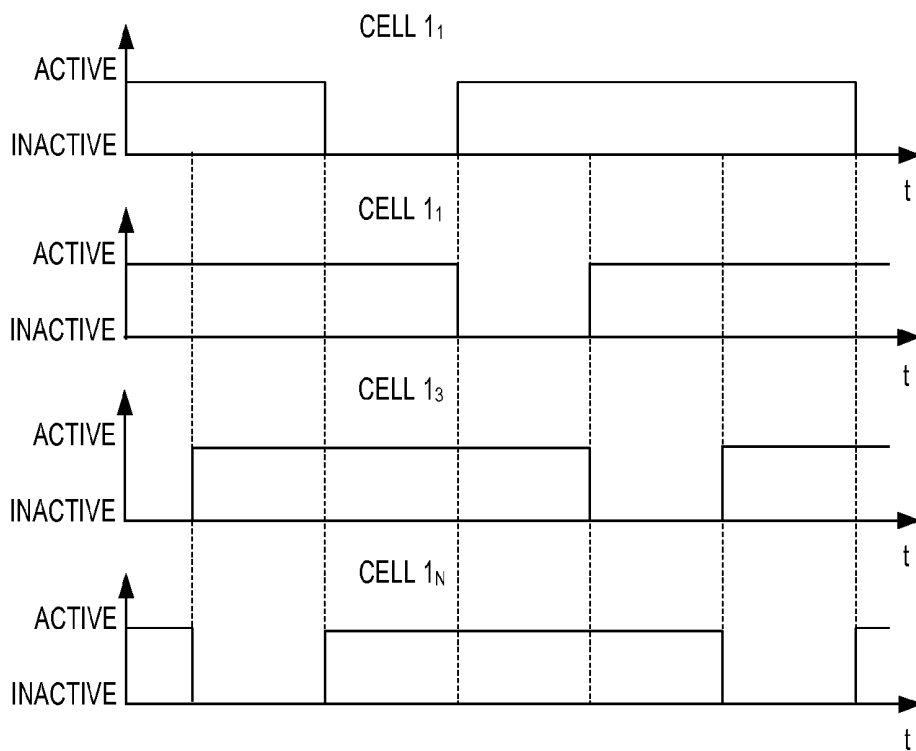 CELL 1₁
ACTIVE
INACTIVE
t
CELL 1₁
ACTIVE
INACTIVE
t
CELL 1₃
ACTIVE
INACTIVE
t
CELL 1N
ACTIVE
INACTIVE
t